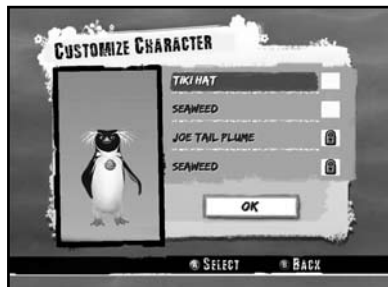 CUSTOMIZE CHARACTER
TIKI HAT
SEAWEED
JOE TAIL PLUME
SEAWEED
OK
SELECT BACK